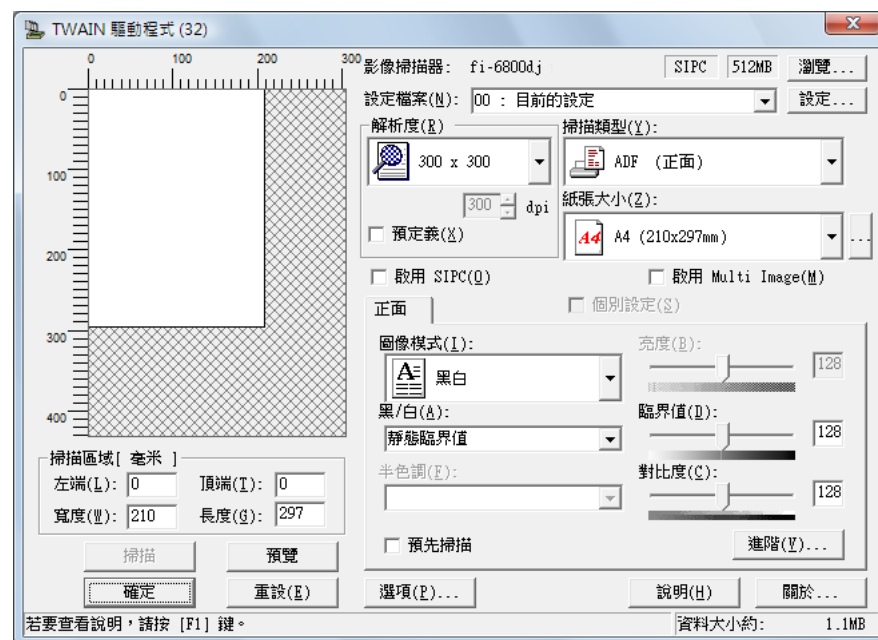 TWAIN 驅動程式 (32)
0 100 200 300
0
100
200
300
400
影像掃描器: fi-6800dj SIPC 512MB 瀏覽...
設定檔案(N): 00 : 目前的設定 設定...
解析度(R)
300 x 300
300 dpi
預定義(X)
掃描類型(Y):
ADF (正面)
紙張大小(Z):
A4 A4 (210x297mm) ...
啟用 SIPC(O) 啟用 Multi Image(M)
正面 個別設定(S)
圖像模式(I):
A 黑白
黑/白(A):
靜態臨界值
半色調(F):
亮度(B):
128
臨界值(D):
128
對比度(C):
128
預先掃描 進階(V)...
掃描區域[ 毫米 ]
左端(L): 0 頂端(T): 0
寬度(W): 210 長度(G): 297
掃描 預覽
確定 重設(E) 選項(P)... 說明(H) 關於...
若要查看說明，請按 [F1] 鍵。 資料大小約: 1.1MB